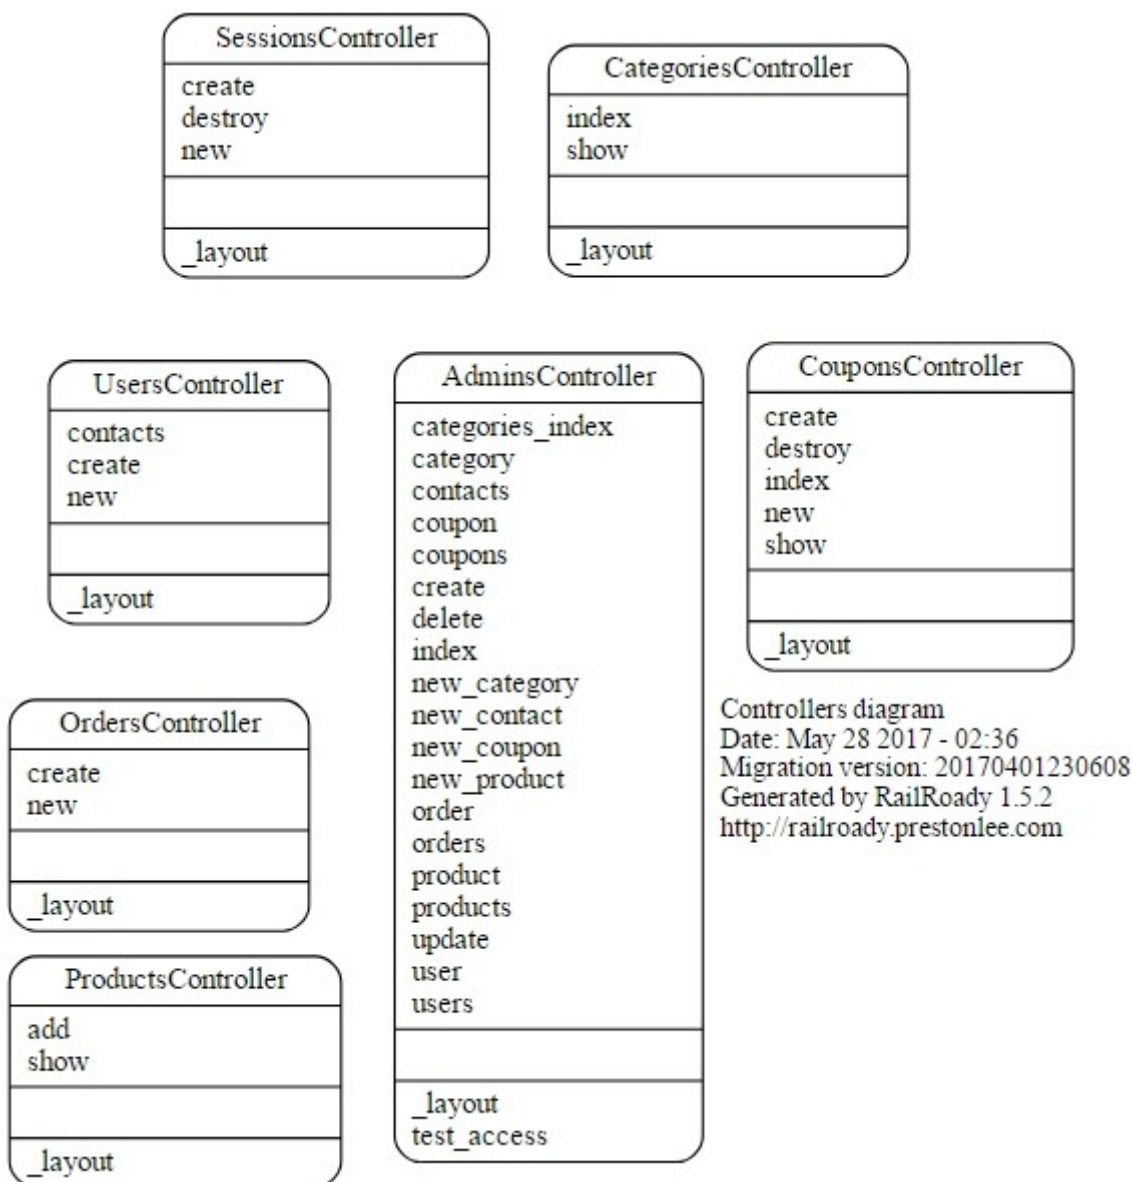 SessionsController
create
destroy
new
_layout
CategoriesController
index
show
_layout
UsersController
contacts
create
new
_layout
AdminsController
categories_index
category
contacts
coupon
coupons
create
delete
index
new_category
new_contact
new_coupon
new_product
order
orders
product
products
update
user
users
_layout
test_access
CouponsController
create
destroy
index
new
show
_layout
OrdersController
create
new
_layout
Controllers diagram
Date: May 28 2017 - 02:36
Migration version: 20170401230608
Generated by RailRoady 1.5.2
http://railroady.prestonlee.com
ProductsController
add
show
_layout